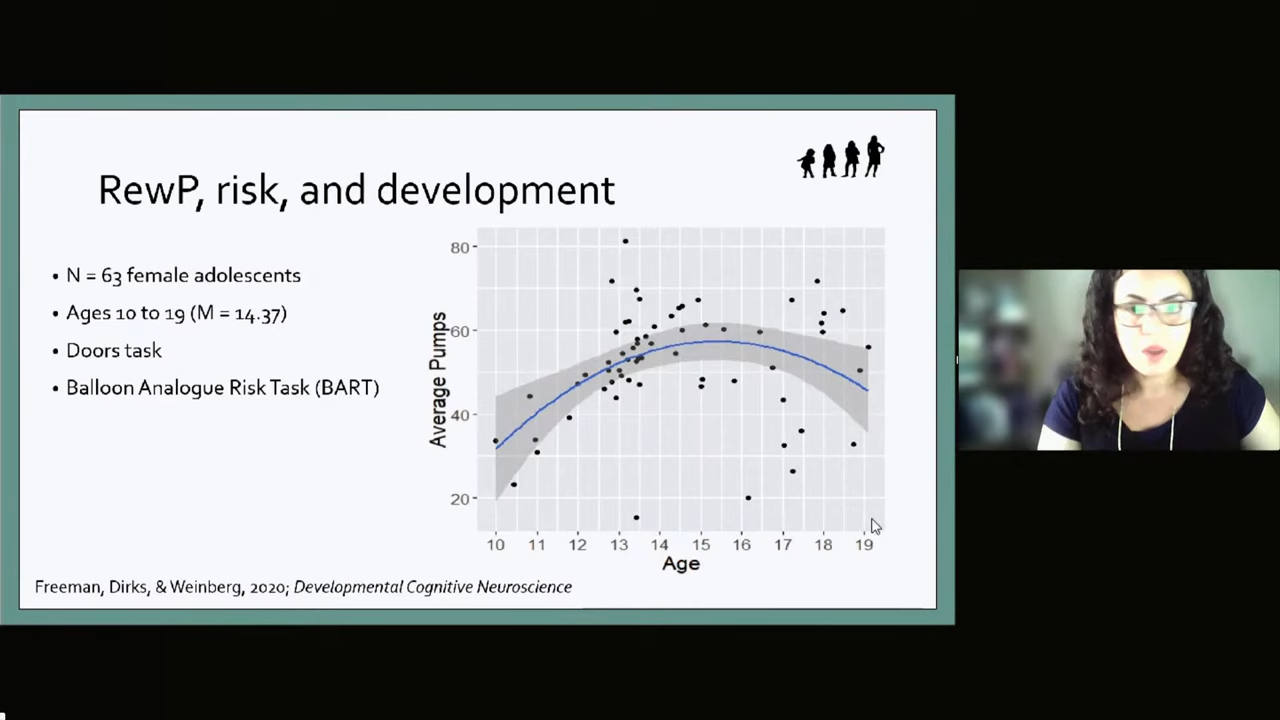 RewP, risk, and development
• N = 63 female adolescents
• Ages 10 to 19 (M = 14.37)
• Doors task
• Balloon Analogue Risk Task (BART)
Average Pumps
80
60
40
20
10 11 12 13 14 15 16 17 18 19
Age
Freeman, Dirks, & Weinberg, 2020; Developmental Cognitive Neuroscience